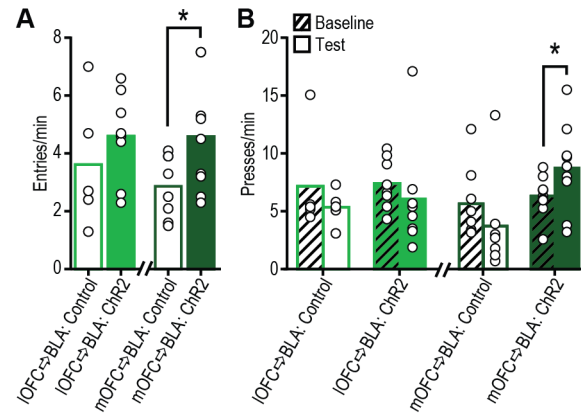 A
*
Entries/min
8
6
4
2
0
lOFC⇨BLA: Control
lOFC⇨BLA: ChR2
mOFC⇨BLA: Control
mOFC⇨BLA: ChR2
B
Baseline
Test
*
Presses/min
20
15
10
5
0
lOFC⇨BLA: Control
lOFC⇨BLA: ChR2
mOFC⇨BLA: Control
mOFC⇨BLA: ChR2